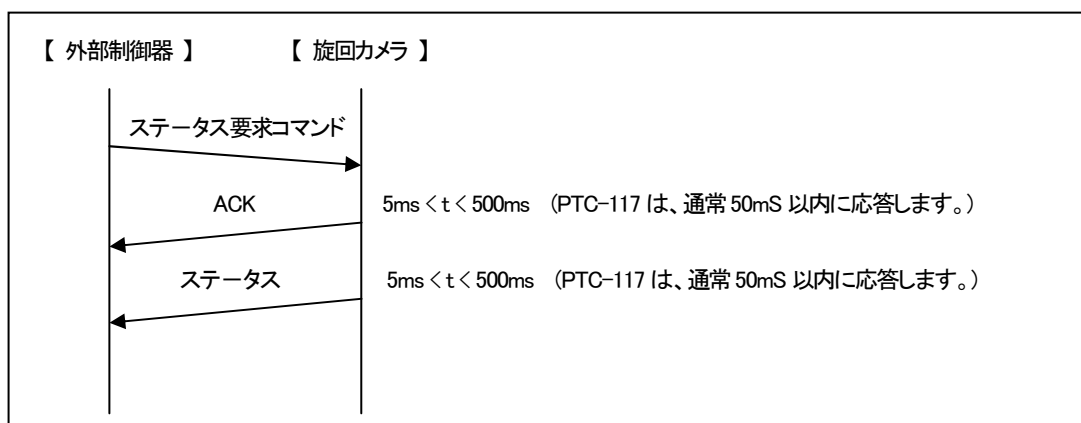 【 外部制御器 】 【 旋回カメラ 】
ステータス要求コマンド
ACK 5ms＜t＜500ms （PTC-117 は、通常 50mS 以内に応答します。）
ステータス 5ms＜t＜500ms （PTC-117 は、通常 50mS 以内に応答します。）